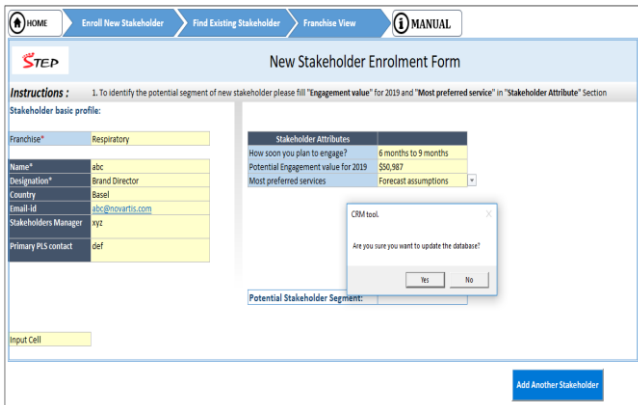 HOME
Enroll New Stakeholder
Find Existing Stakeholder
Franchise View
i MANUAL
STEP
New Stakeholder Enrolment Form
Instructions : 1. To identify the potential segment of new stakeholder please fill "Engagement value" for 2019 and "Most preferred service" in "Stakeholder Attribute" Section
Stakeholder basic profile:
Franchise* Respiratory
Name* abc
Designation* Brand Director
Country Basel
Email-id abc@novartis.com
Stakeholders Manager xyz
Primary PLS contact def
Input Cell
Stakeholder Attributes
How soon you plan to engage? 6 months to 9 months
Potential Engagement value for 2019 $50,987
Most preferred services Forecast assumptions
CRM tool.
Are you sure you want to update the database?
Yes No
Potential Stakeholder Segment:
Add Another Stakeholder